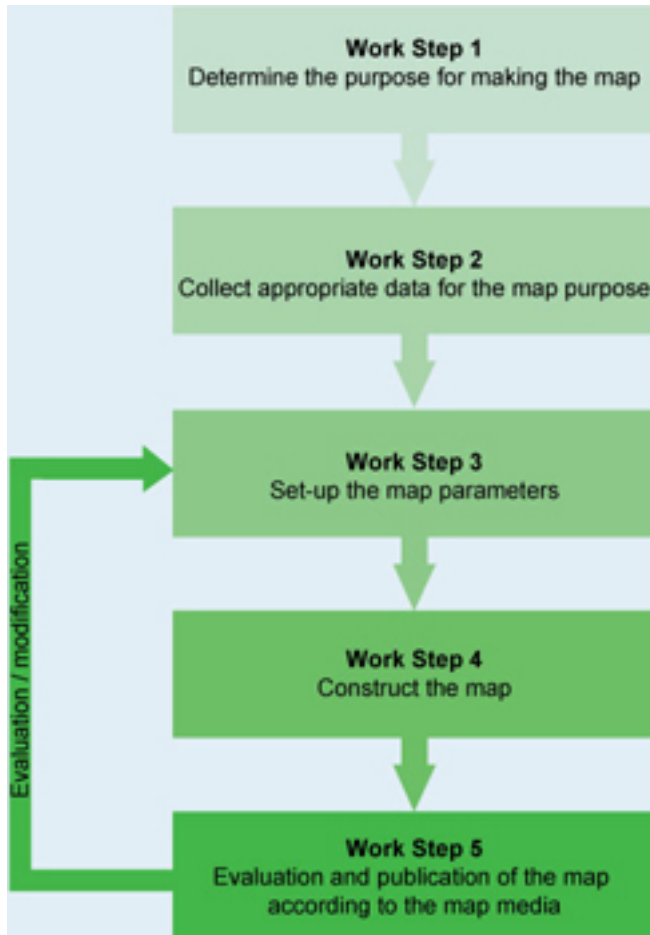 Work Step 1
Determine the purpose for making the map
Work Step 2
Collect appropriate data for the map purpose
Work Step 3
Set-up the map parameters
Work Step 4
Construct the map
Work Step 5
Evaluation and publication of the map
according to the map media
Evaluation / modification